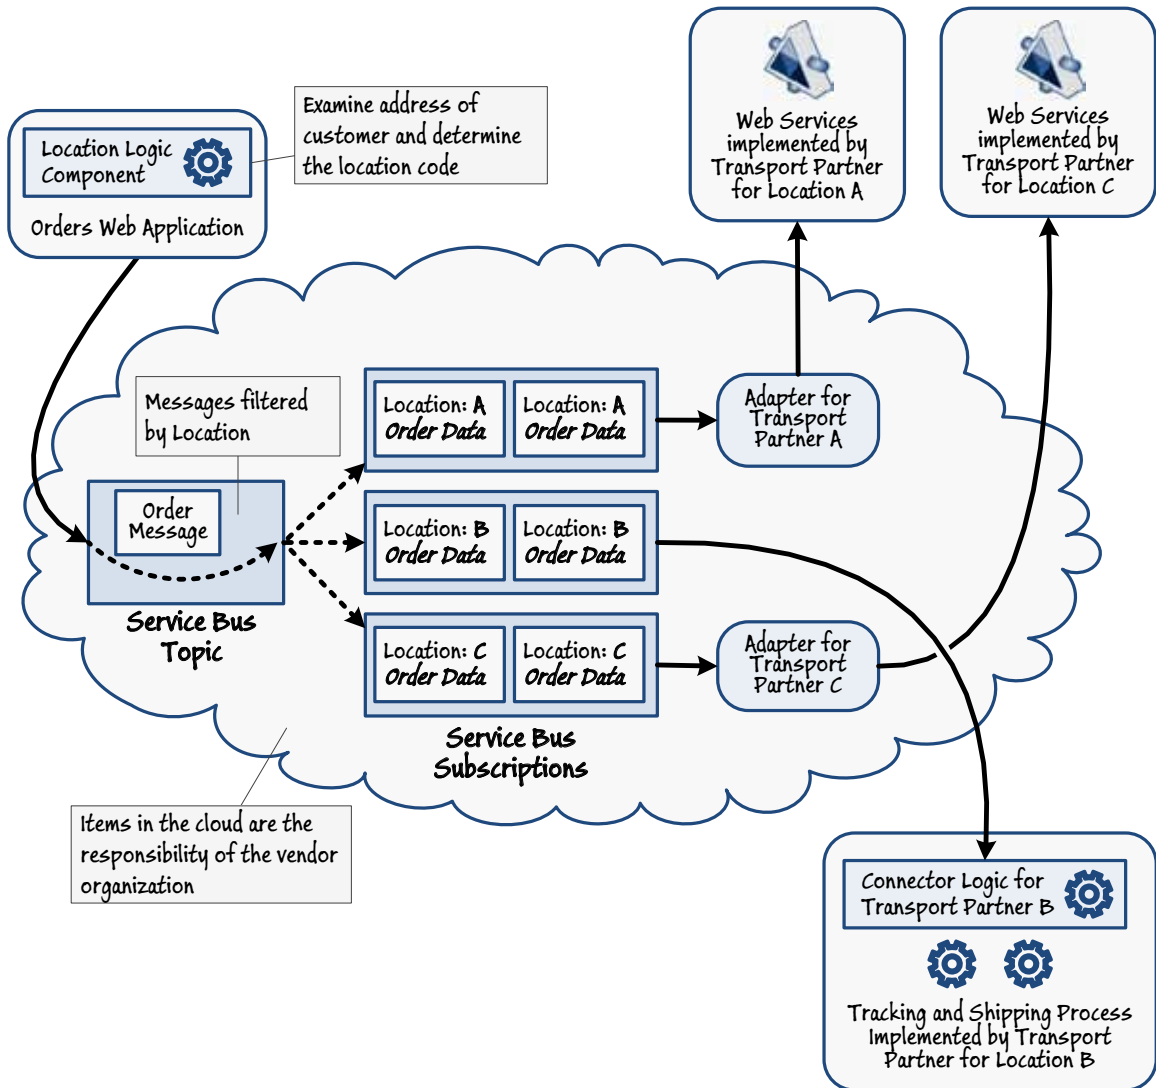 Web Services
implemented by
Transport Partner
for Location A
Web Services
implemented by
Transport Partner
for Location C
Examine address of
customer and determine
the location code
Location Logic
Component
Orders Web Application
Messages filtered
by Location
Order
Message
Service Bus
Topic
Location: A
Order Data
Location: A
Order Data
Adapter for
Transport
Partner A
Location: B
Order Data
Location: B
Order Data
Location: C
Order Data
Location: C
Order Data
Adapter for
Transport
Partner C
Service Bus
Subscriptions
Items in the cloud are the
responsibility of the vendor
organization
Connector Logic for
Transport Partner B
Tracking and Shipping Process
Implemented by Transport
Partner for Location B